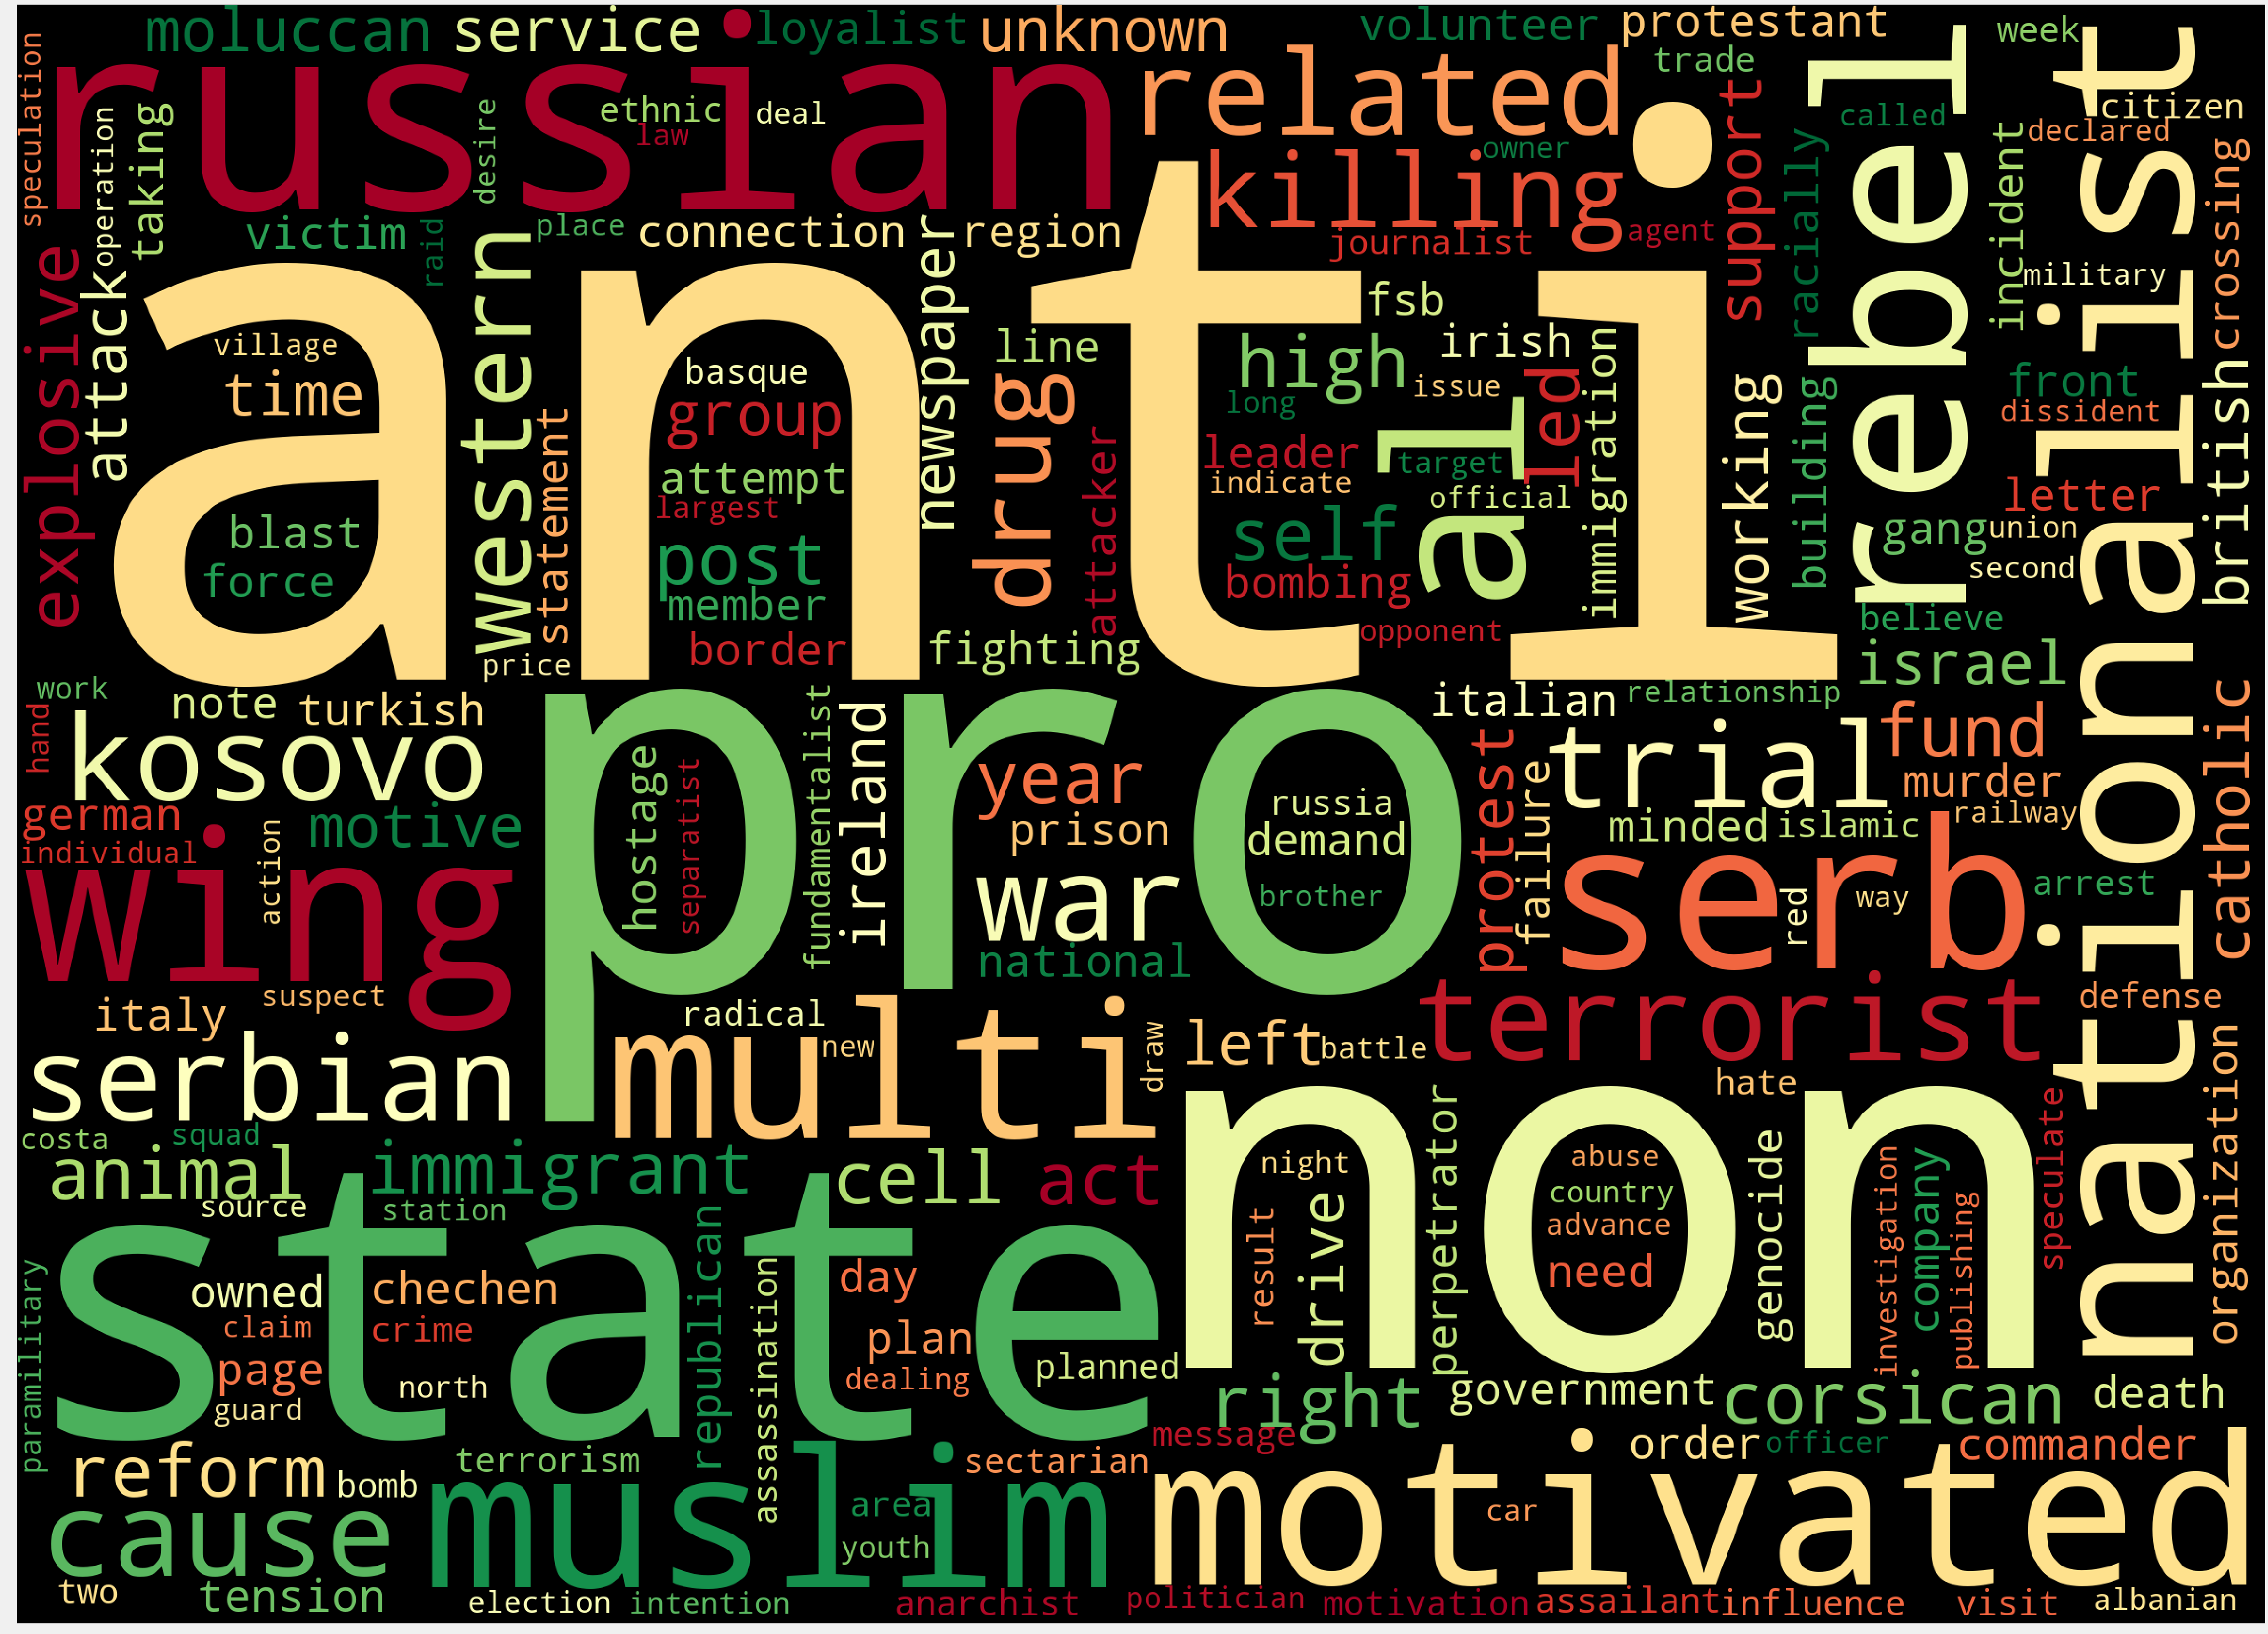 moluccan
service
loyalist
unknown
volunteer
protestant
week
speculation
russian
ethnic
law
deal
desire
operation
taking
related
trade
owner
killing
journalist
agent
support
racially
called
rebel
citizen
declared
incident
military
crossing
nationalist
victim
raid
place
connection
region
newspaper
explosive
attack
western
anti
village
time
blast
force
statement
price
basque
group
attempt
largest
post
member
border
fighting
line
drug
attacker
fsb
high
irish
issue
long
leader
indicate
al
target
official
led
immigration
self
bombing
opponent
working
building
front
dissident
letter
gang
union
second
british
believe
israel
work
hand
note
turkish
kosovo
german
ira
individual
motive
wing
action
suspect
italy
serbian
pro
hostage
separatist
fundamentalist
ireland
year
prison
war
national
russia
demand
brother
italian
relationship
protest
failure
trial
fund
murder
minded
islamic
railway
serb
red
way
arrest
catholic
radical
new
multi
draw
left
battle
terrorist
defense
hate
organization
costa
squad
animal
immigrant
source
station
cell
act
state
owned
chechen
claim
crime
page
guard
north
republican
assassination
day
plan
dealing
planned
paramilitary
non
night
result
drive
perpetrator
abuse
country
advance
need
genocide
investigation
company
publishing
speculate
right
government
corsican
death
message
order
officer
commander
reform
bomb
terrorism
sectarian
cause
muslim
area
youth
motivated
car
two
tension
election
intention
anarchist
politician
motivation
assailant
influence
visit
albanian